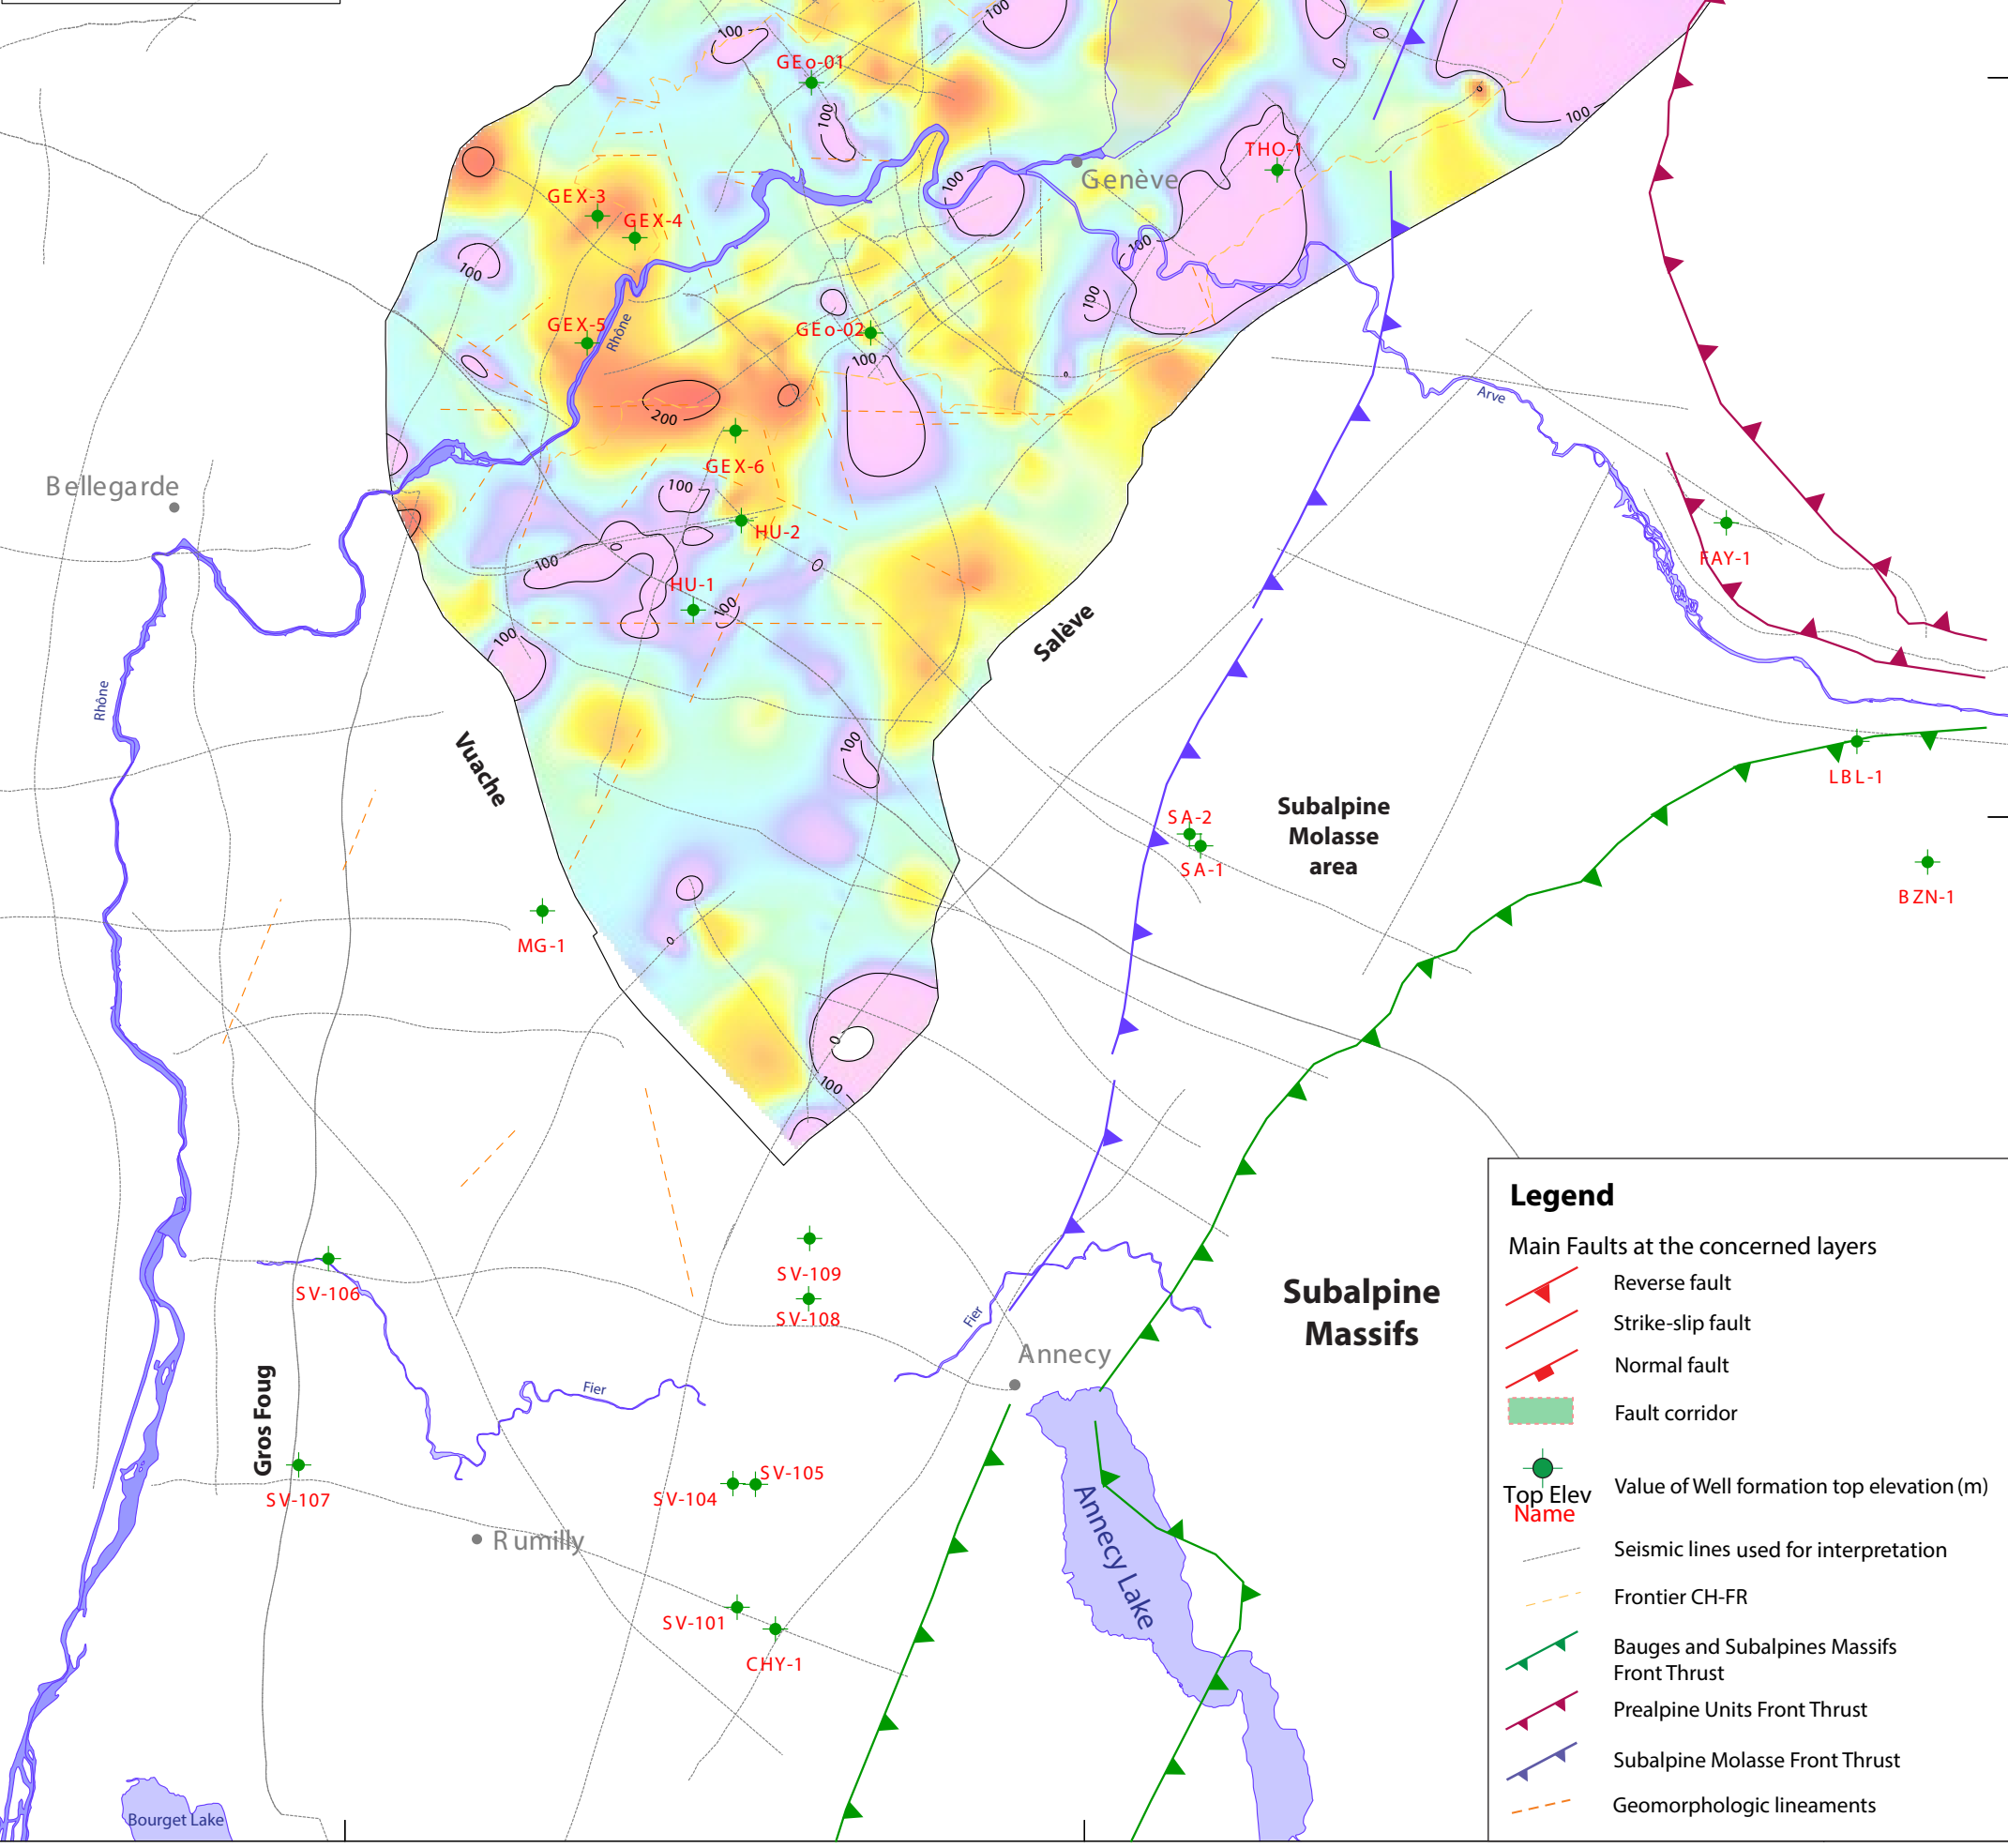 100
100
GEo-01
100
100
THO-1
Genève
100
GEX-3
GEX-4
100
100
100
GEX-5
Rhône
GEo-02
100
200
Arve
GEX-6
Bellegarde
100
HU-2
FAY-1
100
HU-1
100
100
Salève
Rhône
Vuache
100
LBL-1
SA-2
SA-1
Subalpine
Molasse
area
BZN-1
MG-1
0
0
100
SV-109
SV-106
SV-108
Fier
Annecy
Subalpine
Massifs
Fier
Gros Foug
SV-105
SV-104
SV-107
Rumilly
Annecy Lake
SV-101
CHY-1
Bourget Lake
Legend
Main Faults at the concerned layers
Reverse fault
Strike-slip fault
Normal fault
Fault corridor
Top Elev
Name
Value of Well formation top elevation (m)
Seismic lines used for interpretation
Frontier CH-FR
Bauges and Subalpines Massifs
Front Thrust
Prealpine Units Front Thrust
Subalpine Molasse Front Thrust
Geomorphologic lineaments